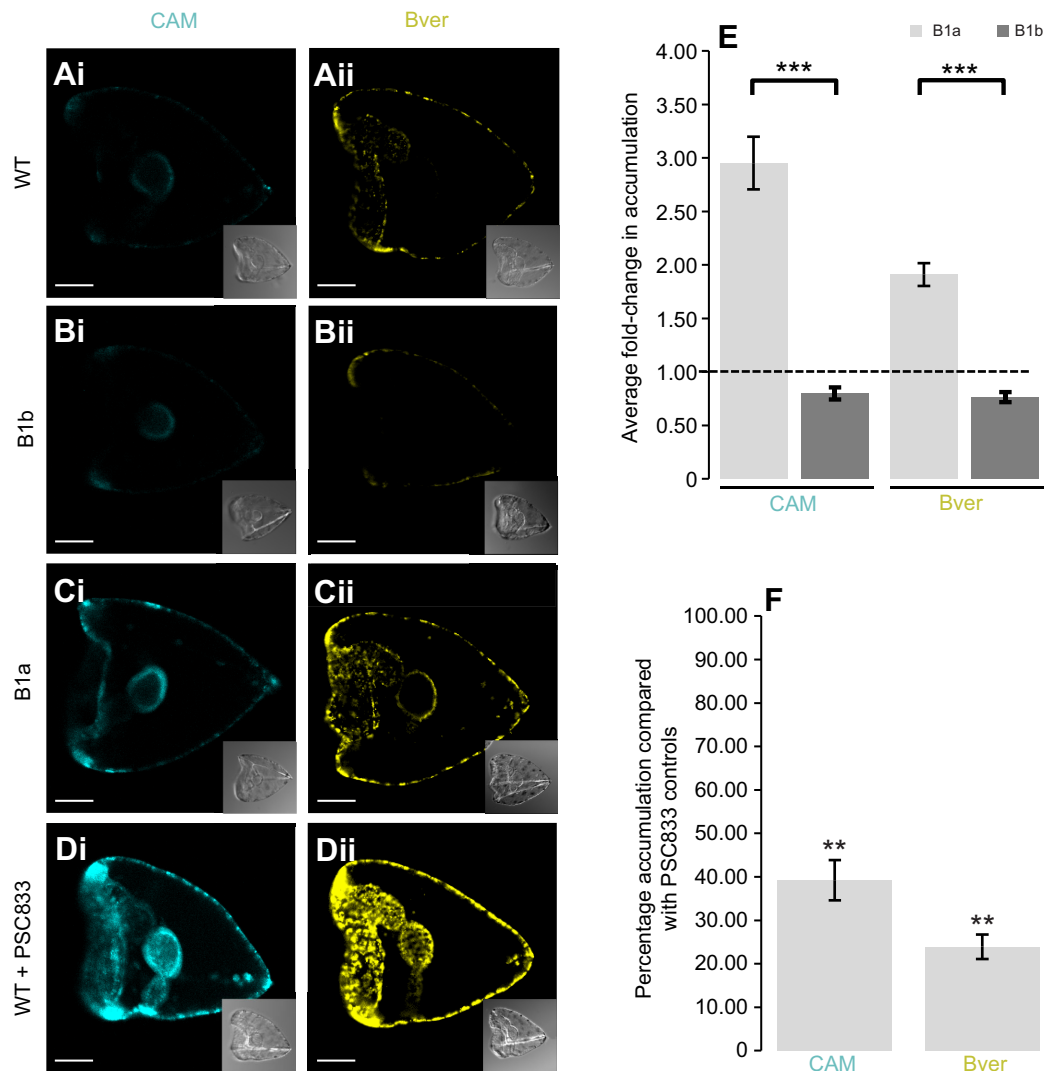 CAM
Bver
WT
Ai
Aii
B1b
Bi
Bii
B1a
Ci
Cii
WT + PSC833
Di
Dii
E
B1a
B1b
Average fold-change in accumulation
4.00
3.50
3.00
2.50
2.00
1.50
1.00
0.50
0
***
***
CAM
Bver
F
Percentage accumulation compared
with PSC833 controls
100.00
90.00
80.00
70.00
60.00
50.00
40.00
30.00
20.00
10.00
0
**
**
CAM
Bver